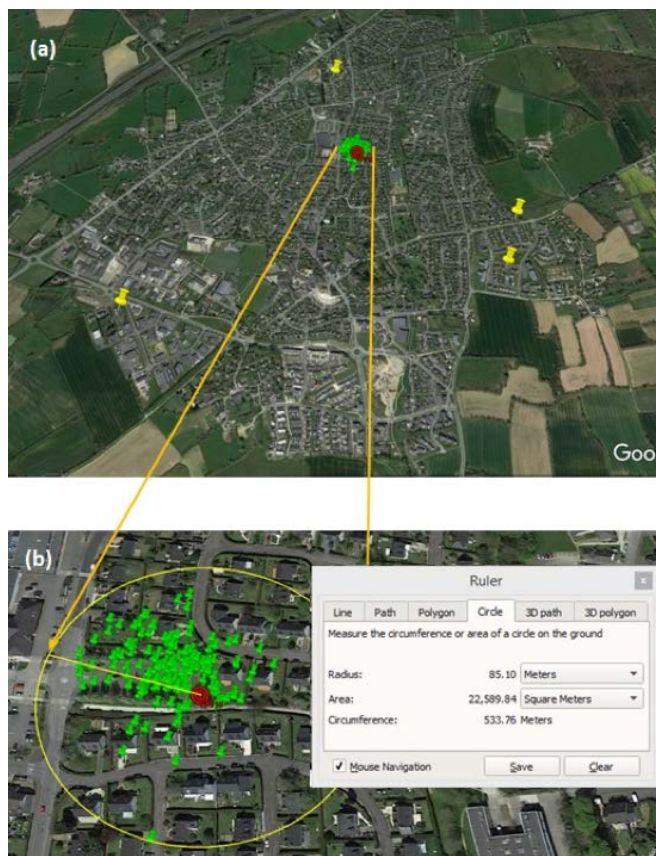 (a)
Goo
(b)
Ruler
x
Line Path Polygon Circle 3D path 3D polygon
Measure the circumference or area of a circle on the ground
Radius: 85.10 Meters
Area: 22,589.84 Square Meters
Circumference: 533.76 Meters
Mouse Navigation Save Clear